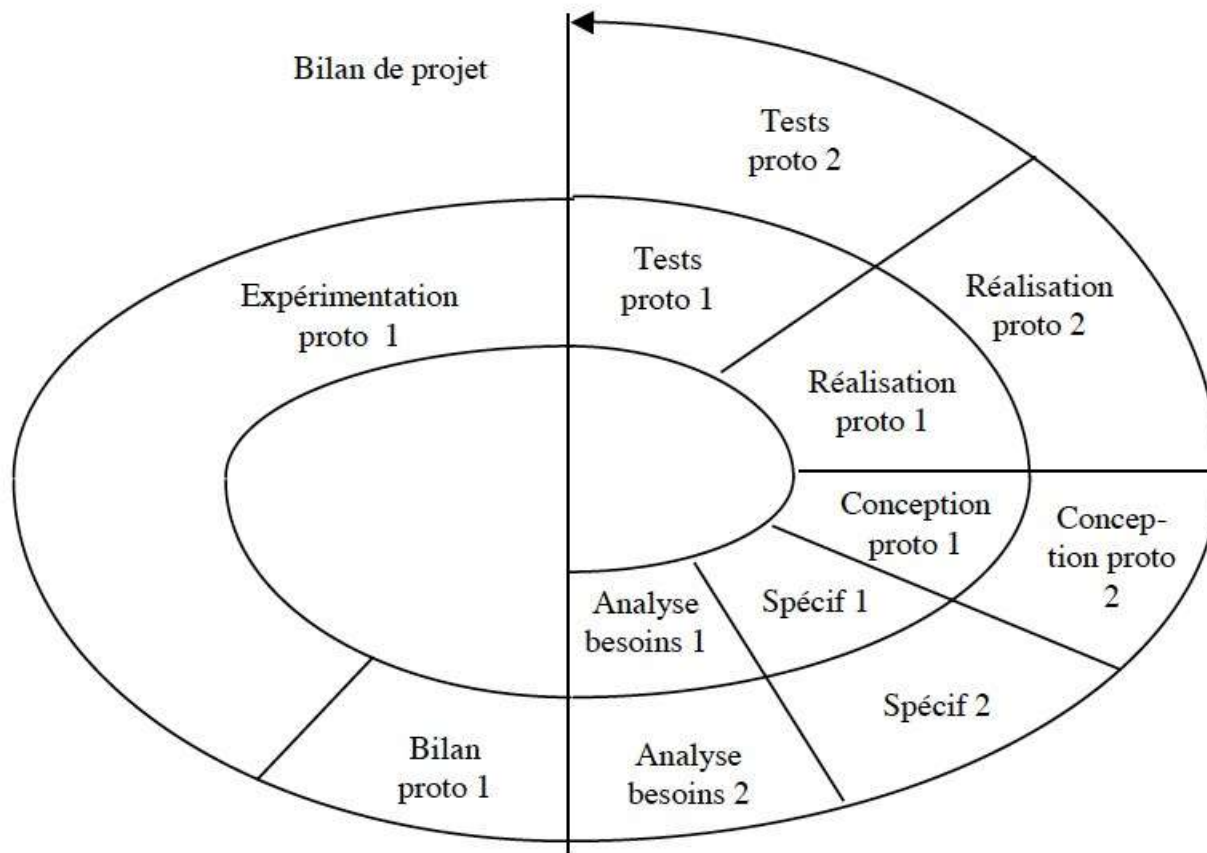 Bilan de projet
Tests
proto 2
Tests
proto 1
Expérimentation
proto 1
Réalisation
proto 2
Réalisation
proto 1
Conception
proto 1
Concep-
tion proto
2
Analyse
besoins 1
Spécif 1
Spécif 2
Bilan
proto 1
Analyse
besoins 2